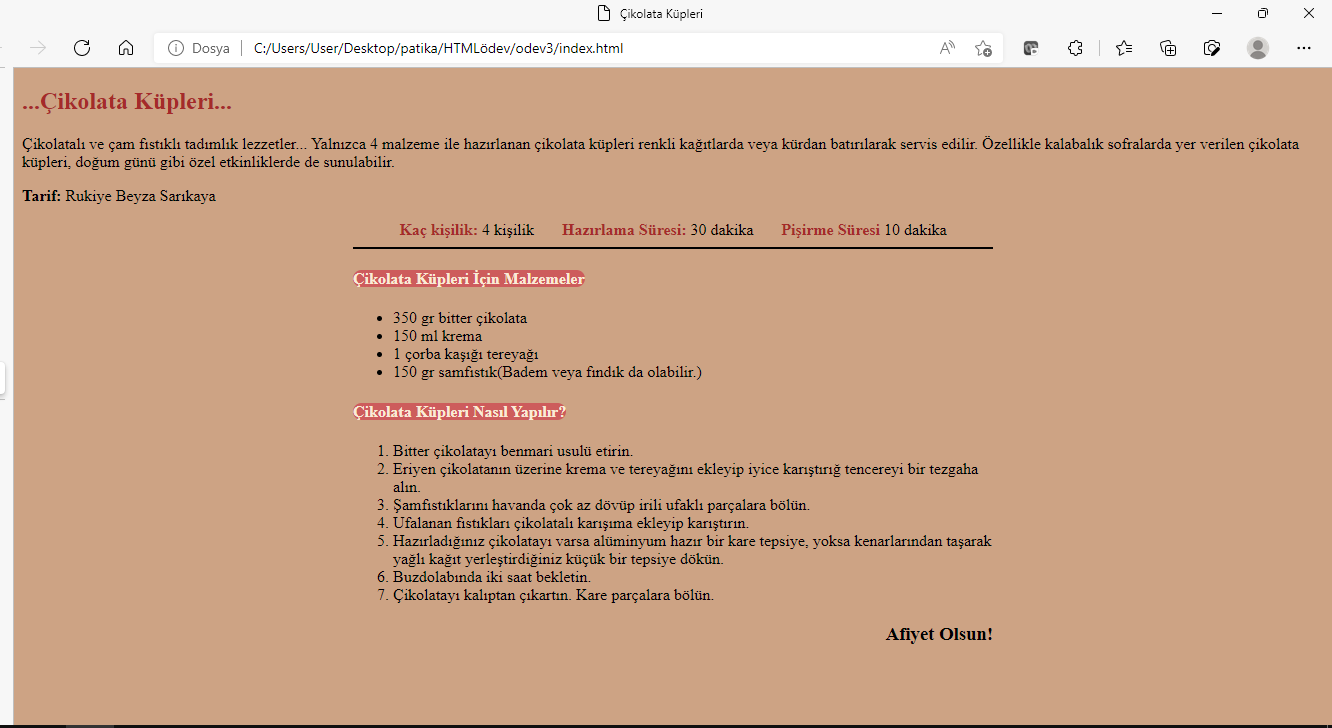 Çikolata Küpleri
Dosya C:/Users/User/Desktop/patika/HTMLödev/odev3/index.html
...Çikolata Küpleri...
Çikolatalı ve çam fıstıklı tadımlık lezzetler... Yalnızca 4 malzeme ile hazırlanan çikolata küpleri renkli kağıtlarda veya kürdan batırılarak servis edilir. Özellikle kalabalık sofralarda yer verilen çikolata
küpleri, doğum günü gibi özel etkinliklerde de sunulabilir.
Tarif: Rukiye Beyza Sarıkaya
Kaç kişilik: 4 kişilik Hazırlama Süresi: 30 dakika Pişirme Süresi 10 dakika
Çikolata Küpleri İçin Malzemeler
• 350 gr bitter çikolata
• 150 ml krema
• 1 çorba kaşığı tereyağı
• 150 gr samfıstık(Badem veya fındık da olabilir.)
Çikolata Küpleri Nasıl Yapılır?
1. Bitter çikolatayı benmari usulü etirin.
2. Eriyen çikolatanın üzerine krema ve tereyağını ekleyip iyice karıştırığ tencereyi bir tezgaha
alın.
3. Şamfıstıklarını havanda çok az dövüp irili ufaklı parçalara bölün.
4. Ufalanan fıstıkları çikolatalı karışıma ekleyip karıştırın.
5. Hazırladığınız çikolatayı varsa alüminyum hazır bir kare tepsiye, yoksa kenarlarından taşarak
yağlı kağıt yerleştirdiğiniz küçük bir tepsiye dökün.
6. Buzdolabında iki saat bekletin.
7. Çikolatayı kalıptan çıkartın. Kare parçalara bölün.
Afiyet Olsun!